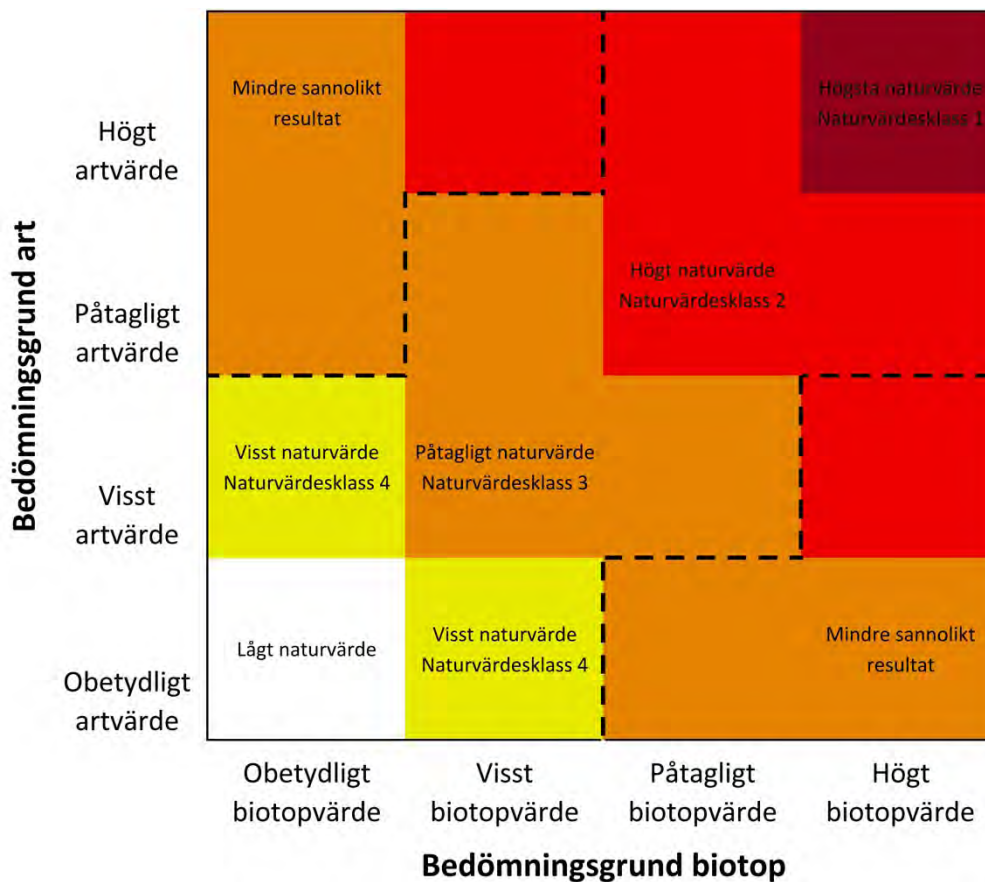 Bedömningsgrund art
Högt
artvärde
Påtagligt
artvärde
Visst
artvärde
Obetydligt
artvärde
Mindre sannolikt
resultat
Högsta naturvärde
Naturvärdesklass 1
Högt naturvärde
Naturvärdesklass 2
Visst naturvärde
Naturvärdesklass 4
Påtagligt naturvärde
Naturvärdesklass 3
Lågt naturvärde
Visst naturvärde
Naturvärdesklass 4
Mindre sannolikt
resultat
Obetydligt
biotopvärde
Visst
biotopvärde
Påtagligt
biotopvärde
Högt
biotopvärde
Bedömningsgrund biotop